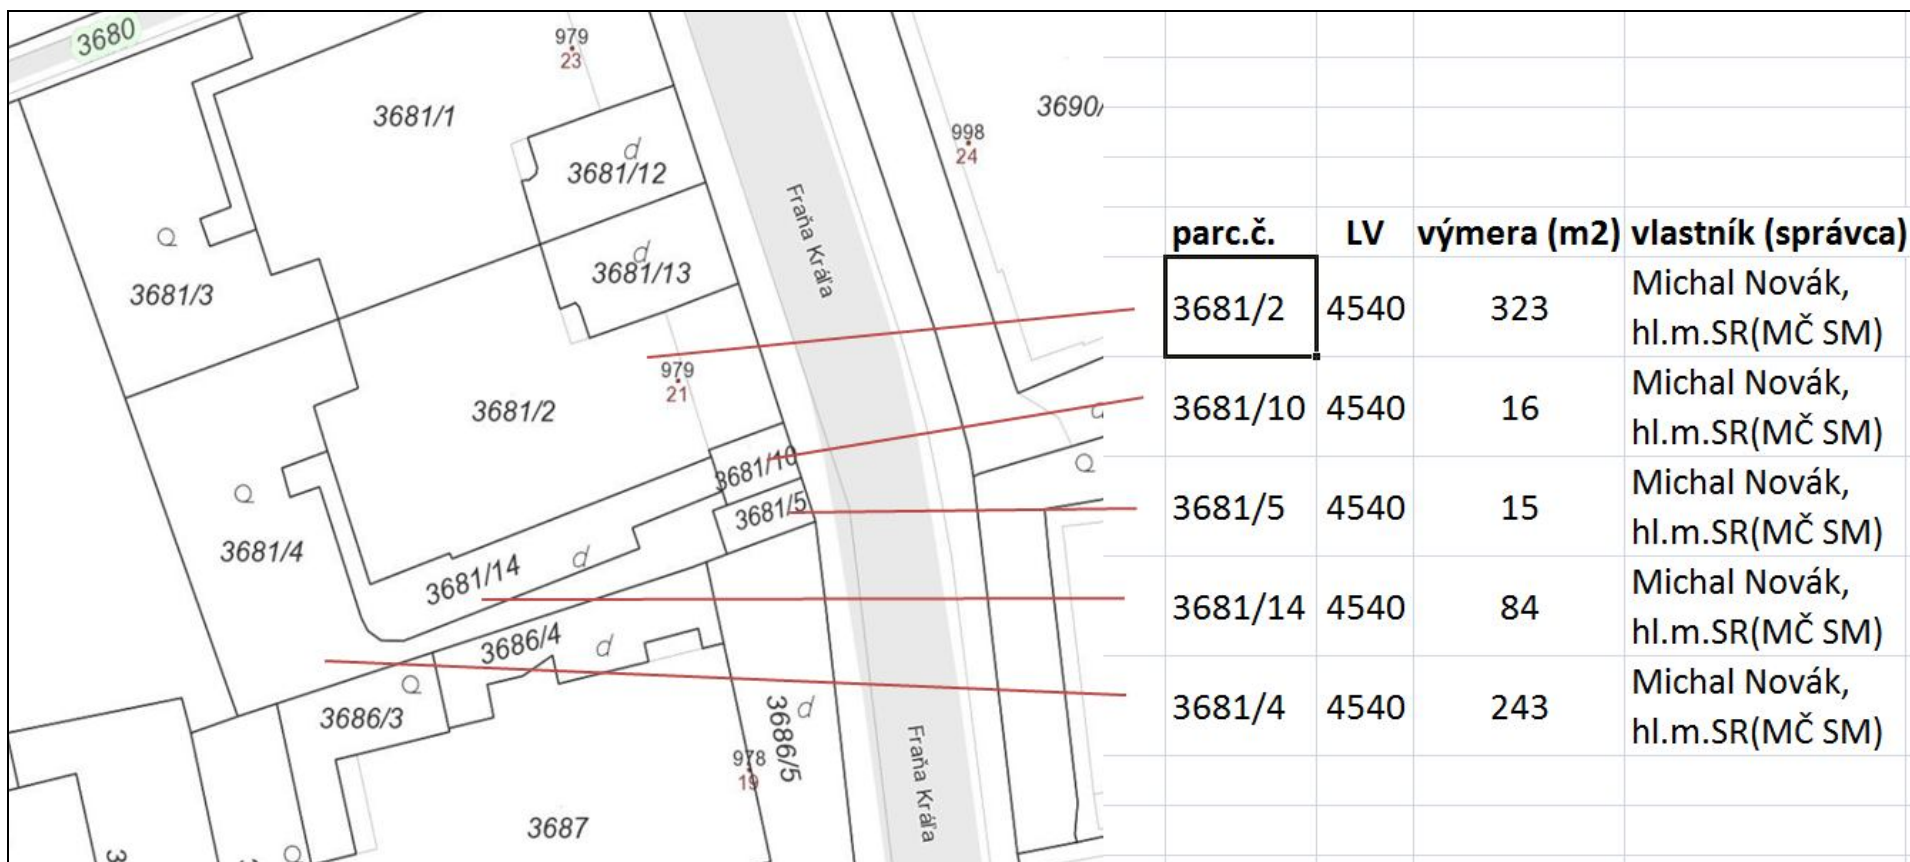 3680
979
23
3681/1
998
24
3690/
d
3681/12
Fraňa Kráľa
Q
3681/3
d
3681/13
979
21
3681/2
3681/10
Q
Q
3681/5
3681/4
d
3681/14
3686/4
d
Q
3686/3
3686/5
d
978
19
Fraňa Kráľa
3687
Q
parc.č. LV výmera (m2) vlastník (správca)
3681/2 4540 323 Michal Novák,
hl.m.SR(MČ SM)
3681/10 4540 16 Michal Novák,
hl.m.SR(MČ SM)
3681/5 4540 15 Michal Novák,
hl.m.SR(MČ SM)
3681/14 4540 84 Michal Novák,
hl.m.SR(MČ SM)
3681/4 4540 243 Michal Novák,
hl.m.SR(MČ SM)